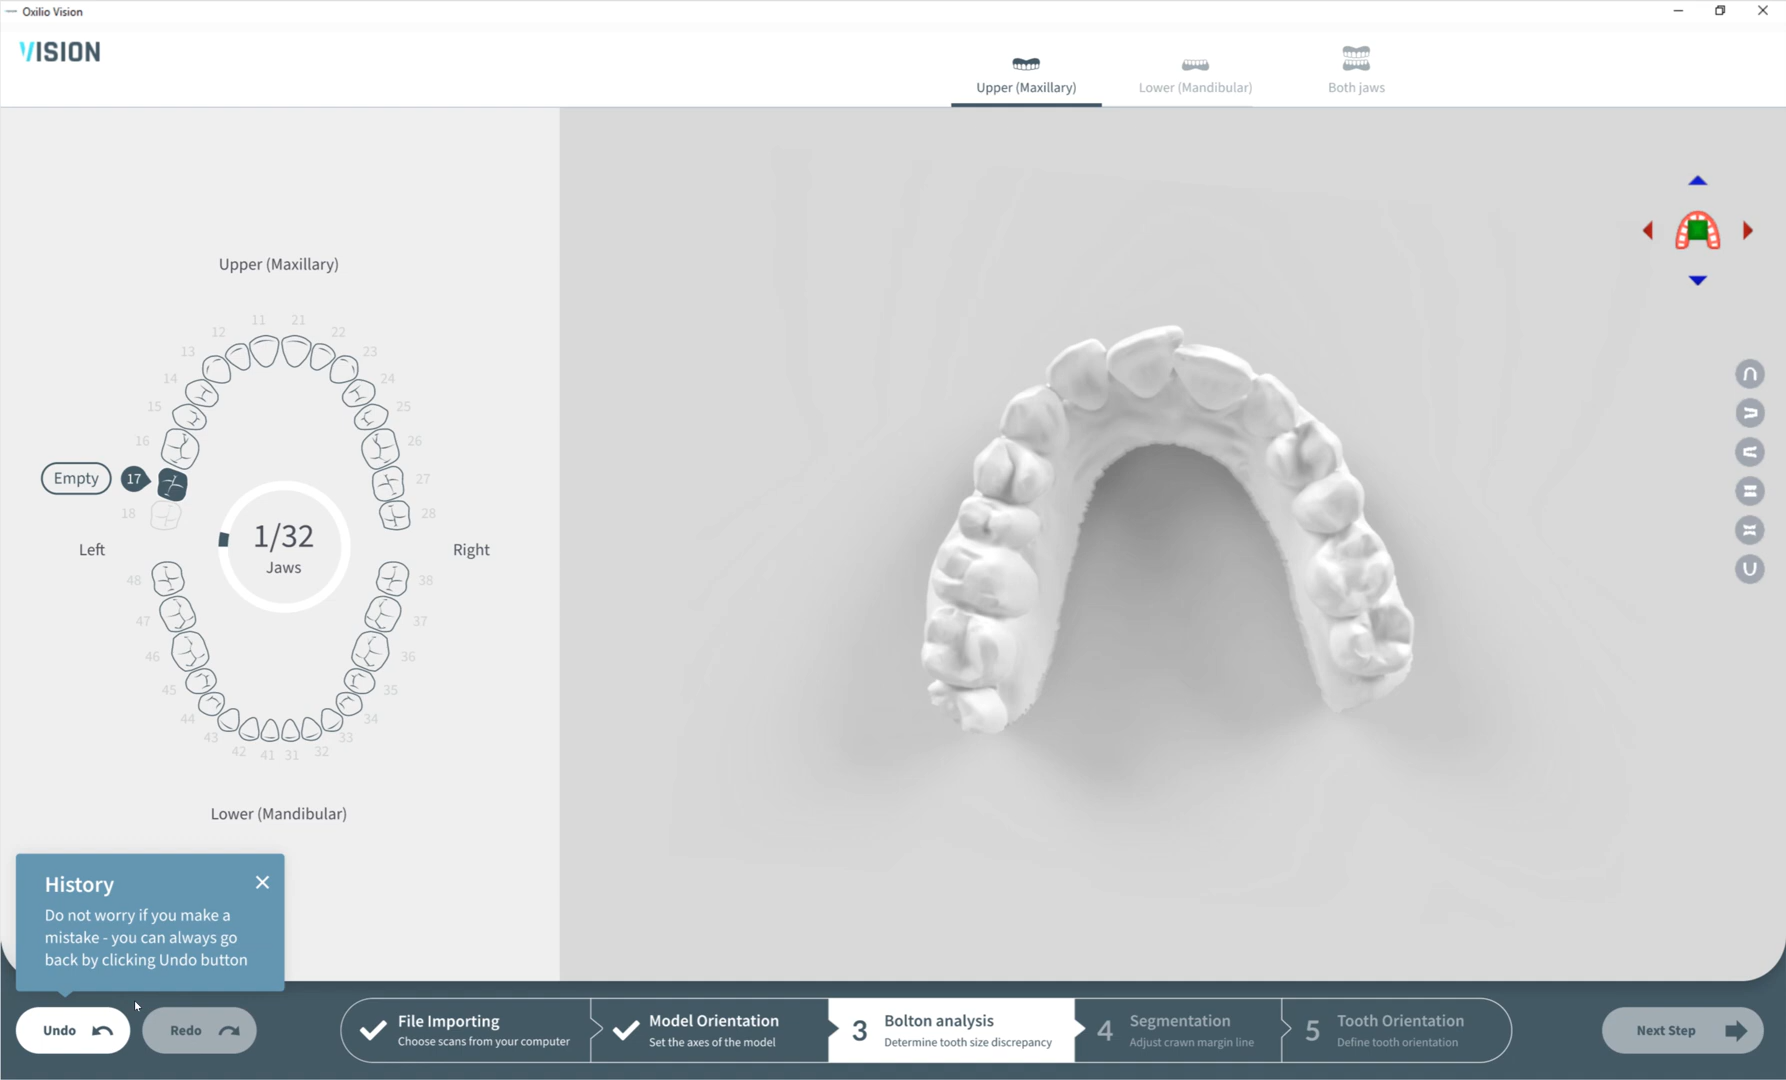 Oxilio Vision
VISION
Upper (Maxillary)
Lower (Mandibular)
Both jaws
Upper (Maxillary)
11 21
12 22
13 23
14 24
15 25
16 26
Empty 17 27
18 28
1/32
Jaws
Left Right
48 38
47 37
46 36
45 35
44 34
43 33
42 41 31 32
Lower (Mandibular)
History
Do not worry if you make a
mistake - you can always go
back by clicking Undo button
Undo
Redo
File Importing
Choose scans from your computer
Model Orientation
Set the axes of the model
3 Bolton analysis
Determine tooth size discrepancy
4 Segmentation
Adjust crawn margin line
5 Tooth Orientation
Define tooth orientation
Next Step